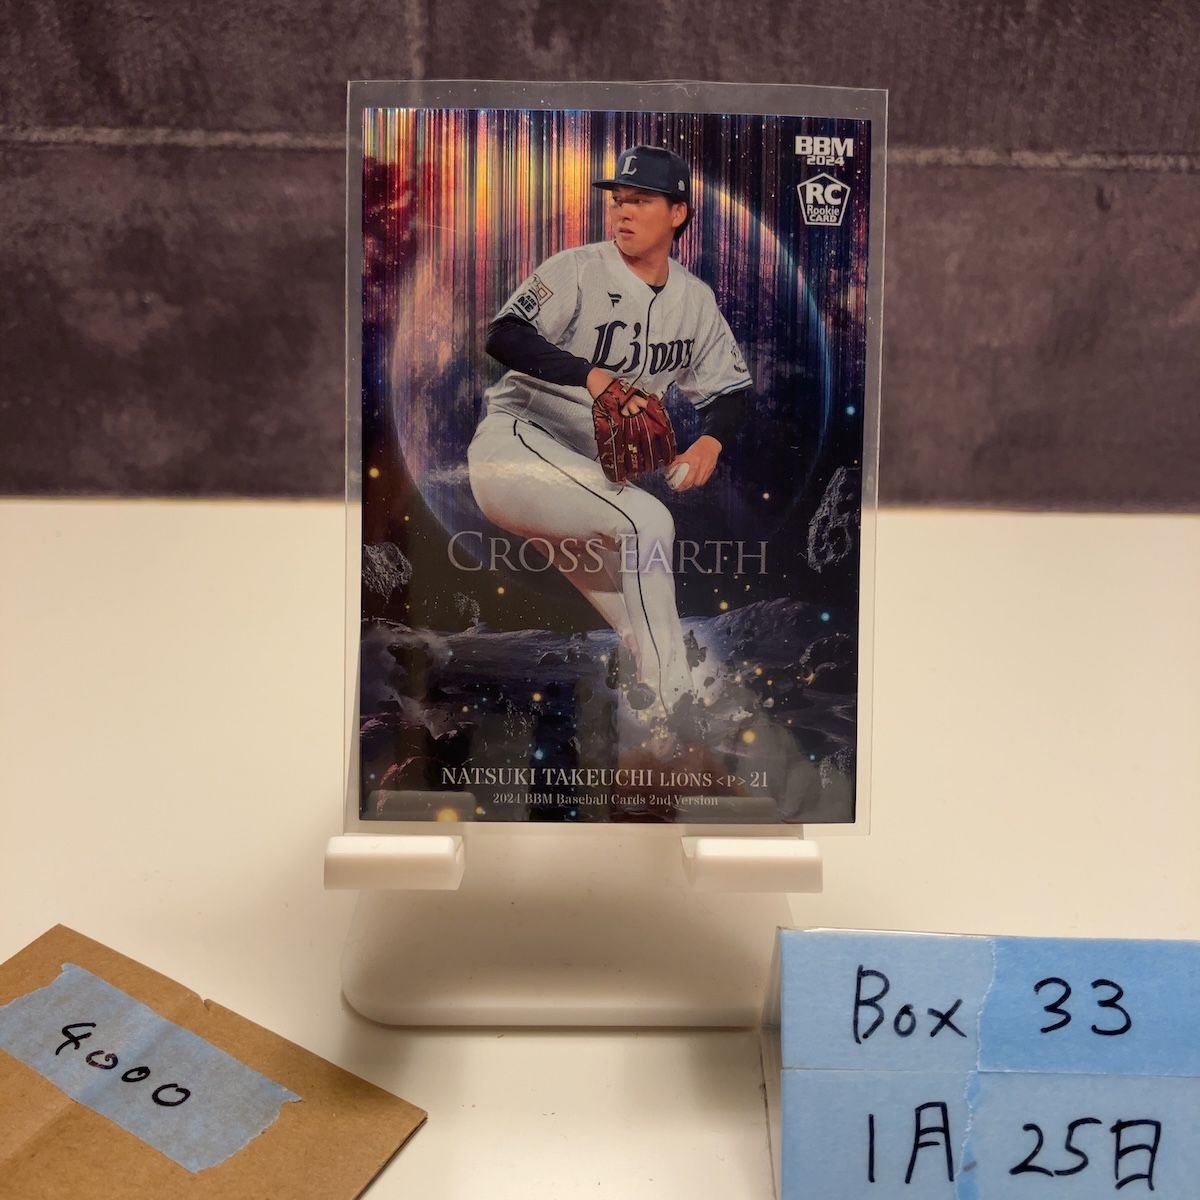 BBM
2024
RC
Rookie
CARD
L
Lions
CROSS EARTH
NATSUKI TAKEUCHI LIONS <P> 21
2024 BBM Baseball Cards 2nd Version
4000
Box 33
1月 25日